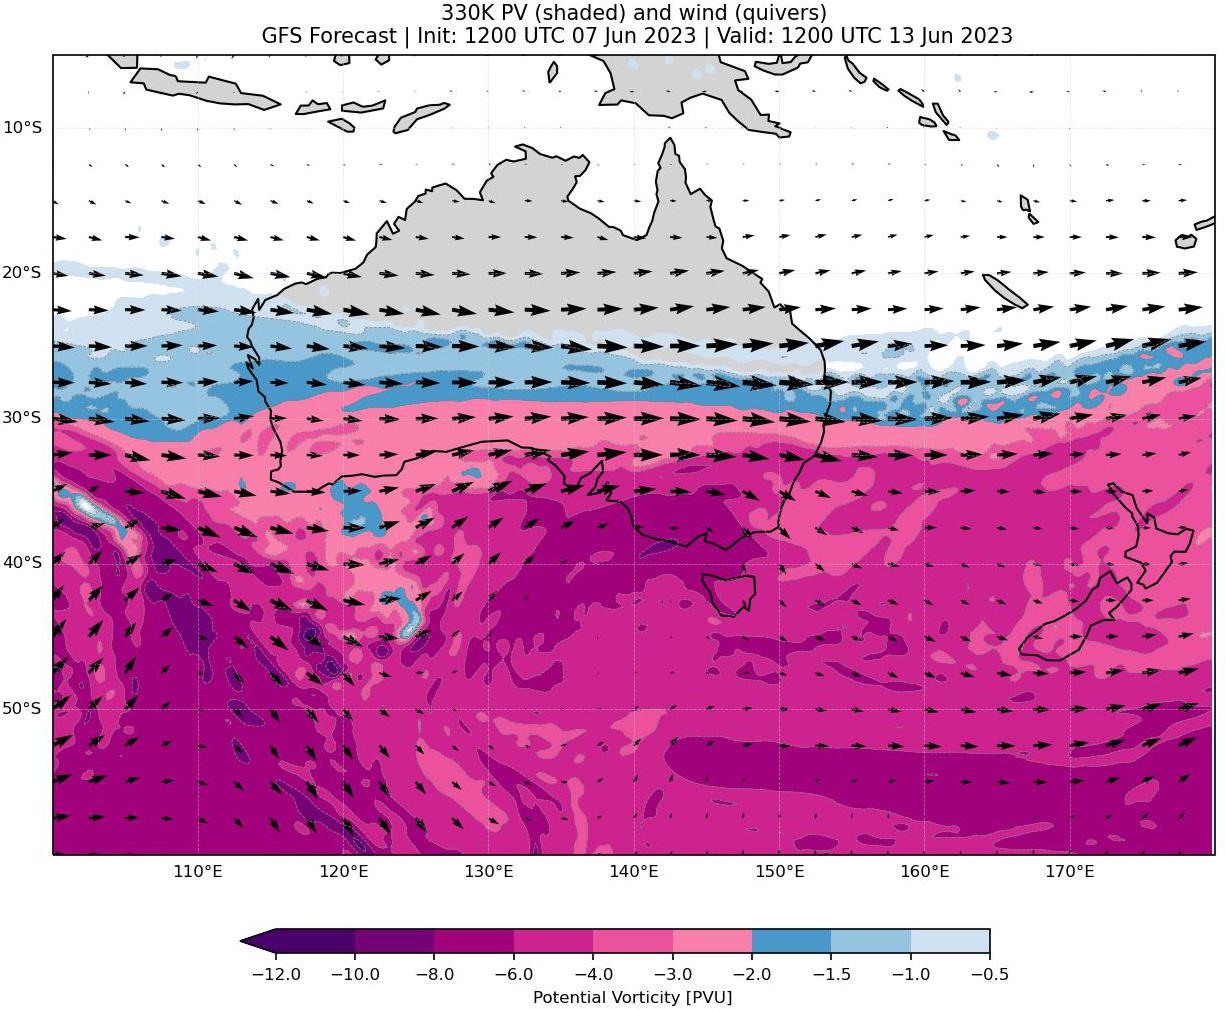 330K PV (shaded) and wind (quivers)
GFS Forecast | Init: 1200 UTC 07 Jun 2023 | Valid: 1200 UTC 13 Jun 2023
10°S
20°S
30°S
40°S
50°S
110°E 120°E 130°E 140°E 150°E 160°E 170°E
−12.0 −10.0 −8.0 −6.0 −4.0 −3.0 −2.0 −1.5 −1.0 −0.5
Potential Vorticity [PVU]